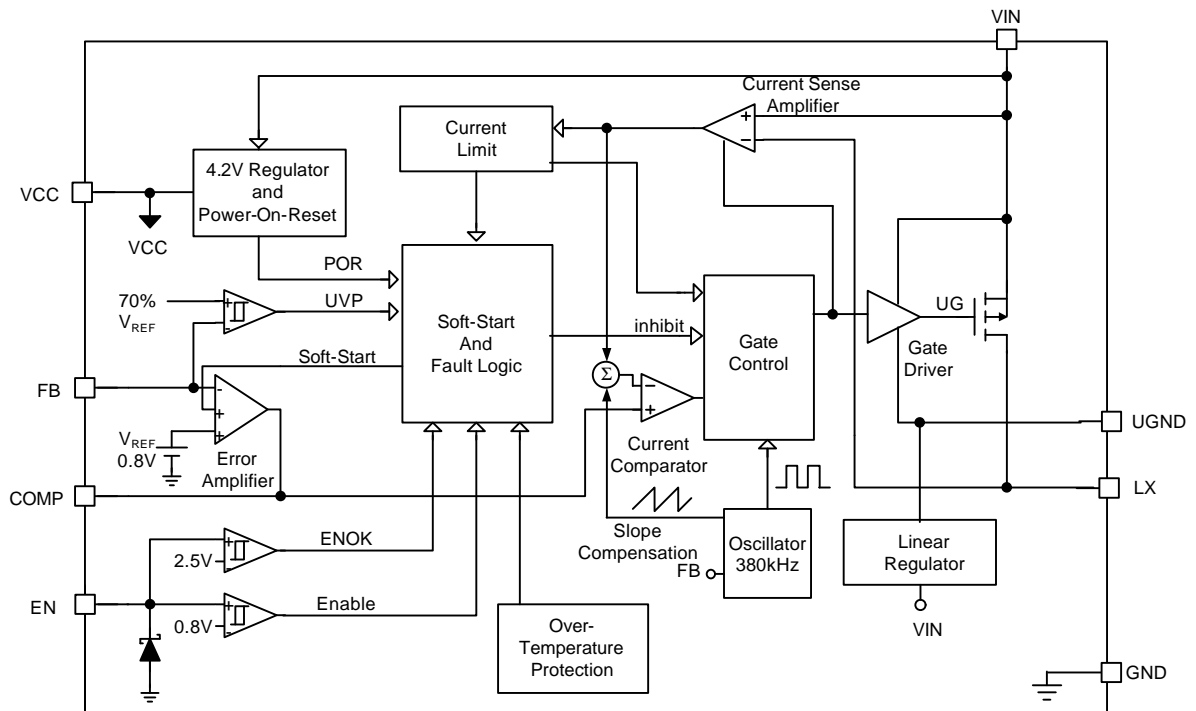 VIN
Current Sense
Amplifier
+
−
Current
Limit
4.2V Regulator
and
Power-On-Reset
VCC
VCC
POR
70%
VREF
+
-
UVP
Soft-Start
And
Fault Logic
inhibit
Gate
Control
UG
Gate
Driver
Soft-Start
FB
-
+
+
Σ
−
+
VREF
0.8V
Error
Amplifier
Current
Comparator
UGND
COMP
LX
Slope
Compensation
FB
Oscillator
380kHz
Linear
Regulator
VIN
+
-
2.5V
ENOK
EN
+
-
0.8V
Enable
Over-
Temperature
Protection
GND